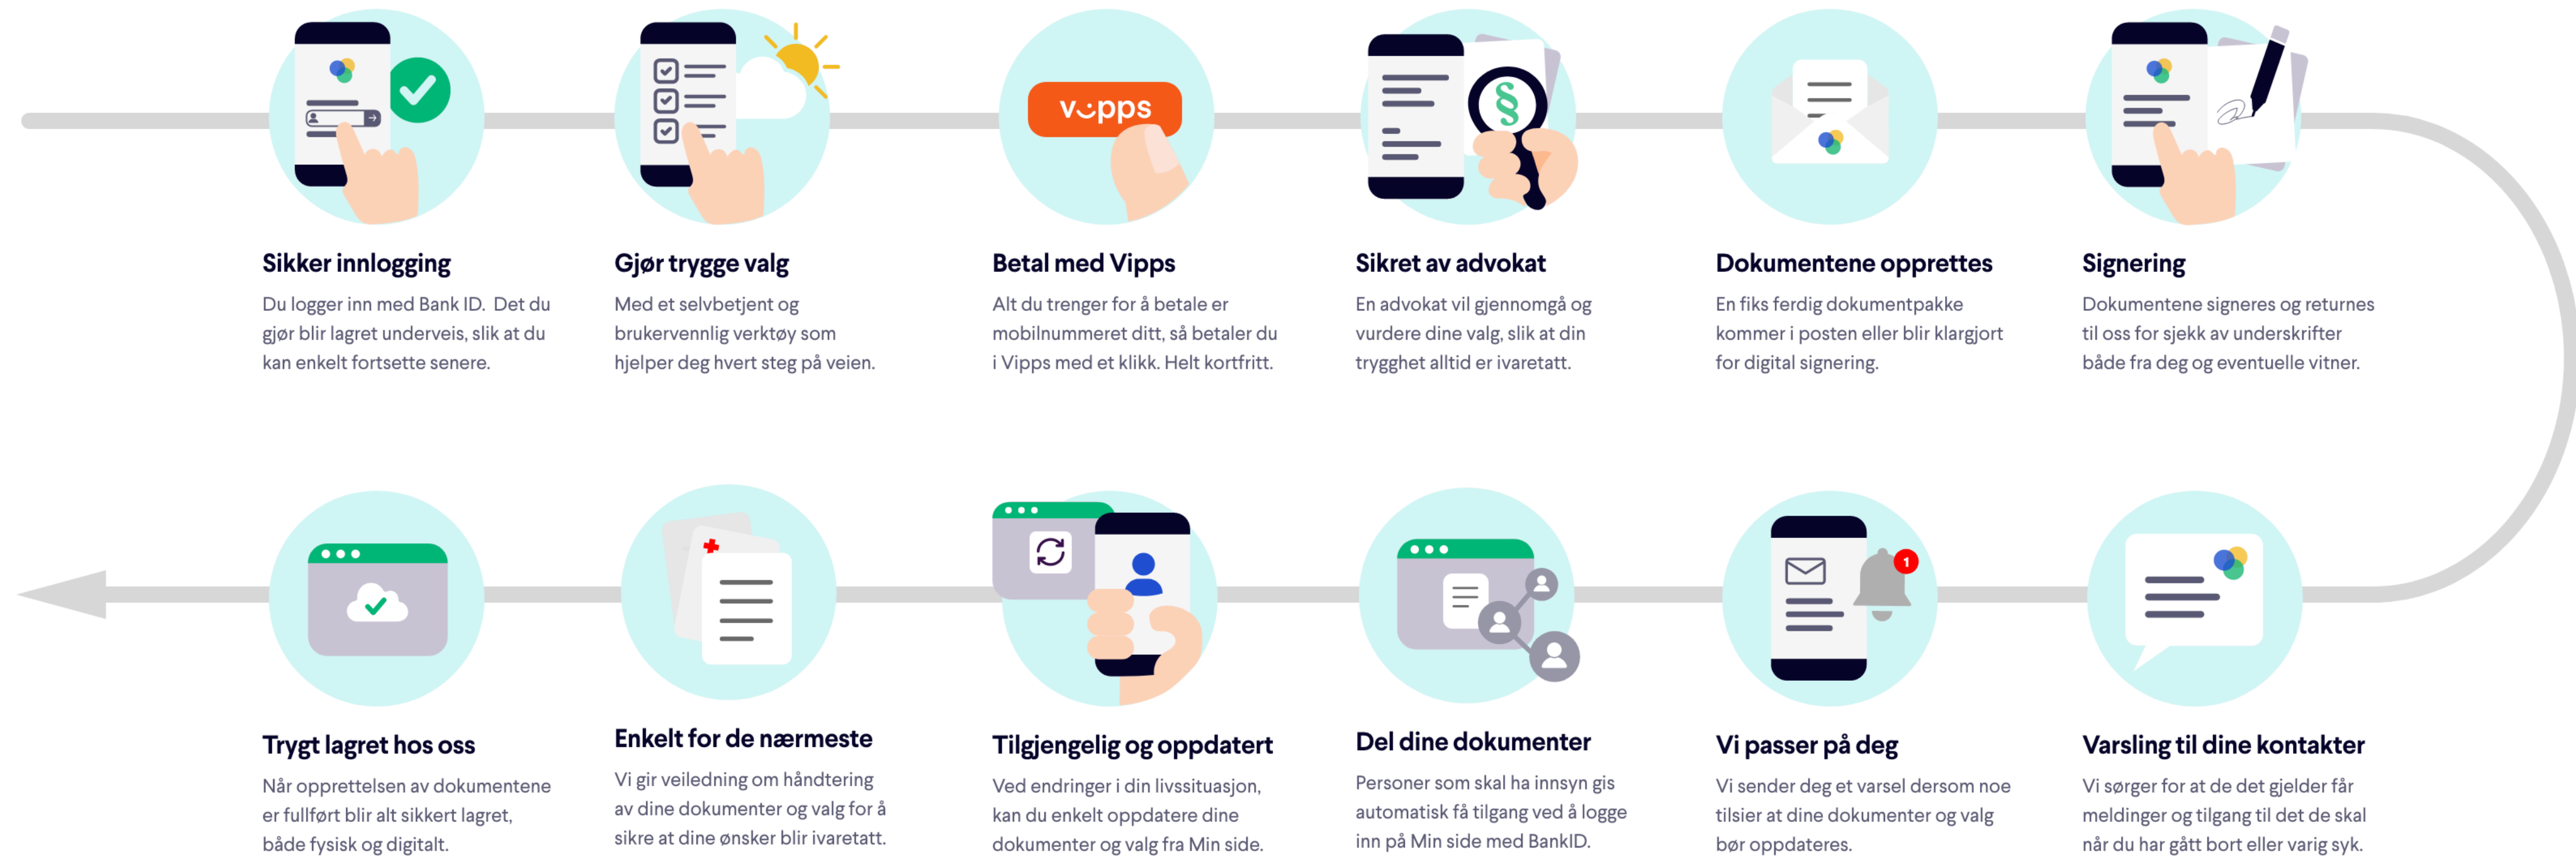 vipps
Sikker innlogging
Du logger inn med Bank ID. Det du
gjør blir lagret underveis, slik at du
kan enkelt fortsette senere.
Gjør trygge valg
Med et selvbetjent og
brukervennlig verktøy som
hjelper deg hvert steg på veien.
Betal med Vipps
Alt du trenger for å betale er
mobilnummeret ditt, så betaler du
i Vipps med et klikk. Helt kortfritt.
Sikret av advokat
En advokat vil gjennomgå og
vurdere dine valg, slik at din
trygghet alltid er ivaretatt.
Dokumentene opprettes
En fiks ferdig dokumentpakke
kommer i posten eller blir klargjort
for digital signering.
Signering
Dokumentene signeres og returnes
til oss for sjekk av underskrifter
både fra deg og eventuelle vitner.
§
1
Trygt lagret hos oss
Når opprettelsen av dokumentene
er fullført blir alt sikkert lagret,
både fysisk og digitalt.
Enkelt for de nærmeste
Vi gir veiledning om håndtering
av dine dokumenter og valg for å
sikre at dine ønsker blir ivaretatt.
Tilgjengelig og oppdatert
Ved endringer i din livssituasjon,
kan du enkelt oppdatere dine
dokumenter og valg fra Min side.
Del dine dokumenter
Personer som skal ha innsyn gis
automatisk få tilgang ved å logge
inn på Min side med BankID.
Vi passer på deg
Vi sender deg et varsel dersom noe
tilsier at dine dokumenter og valg
bør oppdateres.
Varsling til dine kontakter
Vi sørger for at de det gjelder får
meldinger og tilgang til det de skal
når du har gått bort eller varig syk.